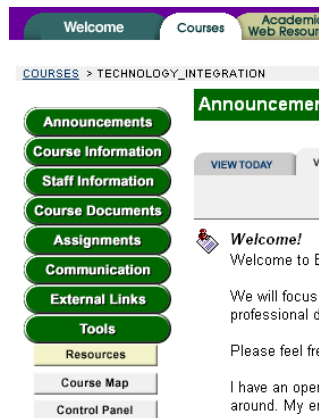 Welcome
Courses
Academic
Web Resour
COURSES > TECHNOLOGY_INTEGRATION
Announcemen
Announcements
Course Information
Staff Information
Course Documents
Assignments
Communication
External Links
Tools
Resources
Course Map
Control Panel
VIEW TODAY
V
Welcome!
Welcome to E
We will focus
professional d
Please feel fre
I have an oper
around. My em